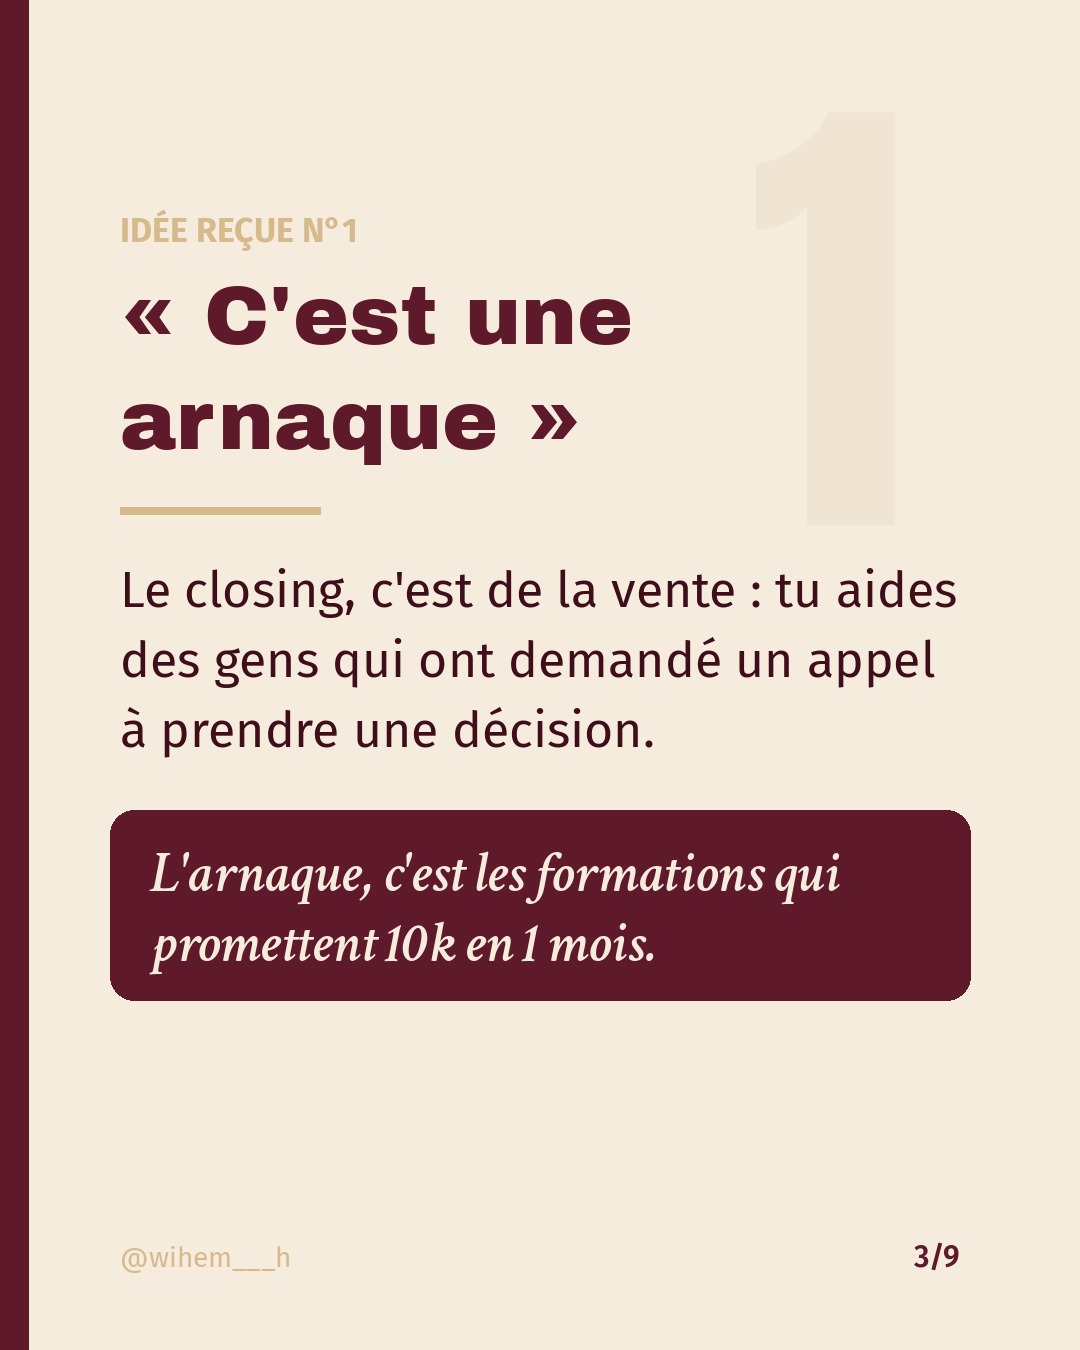 1
IDÉE REÇUE N°1
« C'est une
arnaque »
Le closing, c'est de la vente : tu aides
des gens qui ont demandé un appel
à prendre une décision.
L'arnaque, c'est les formations qui
promettent 10k en 1 mois.
@wihem___h
3/9